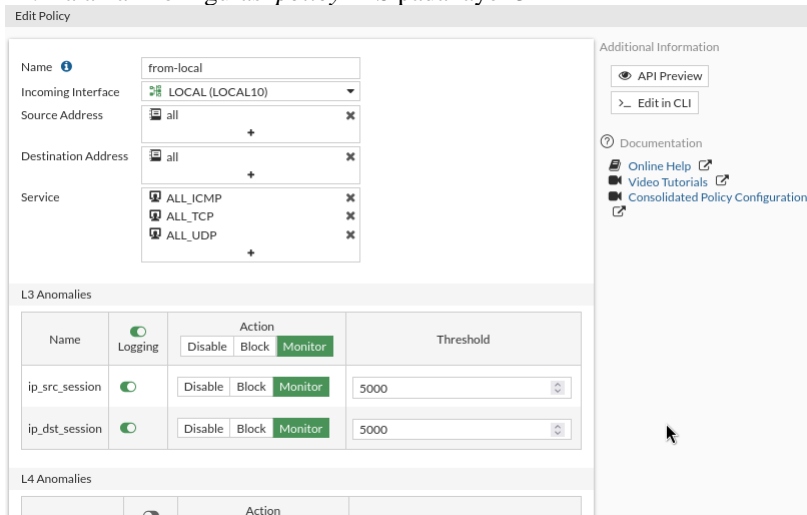 Edit Policy
Name
from-local
Incoming Interface
LOCAL (LOCAL10)
Source Address
all
+
Destination Address
all
+
Service
ALL_ICMP
ALL_TCP
ALL_UDP
+
L3 Anomalies
Name
Logging
Action
Disable Block Monitor
Threshold
ip_src_session
Disable Block Monitor
5000
ip_dst_session
Disable Block Monitor
5000
L4 Anomalies
Action
Additional Information
API Preview
>_ Edit in CLI
Documentation
Online Help
Video Tutorials
Consolidated Policy Configuration